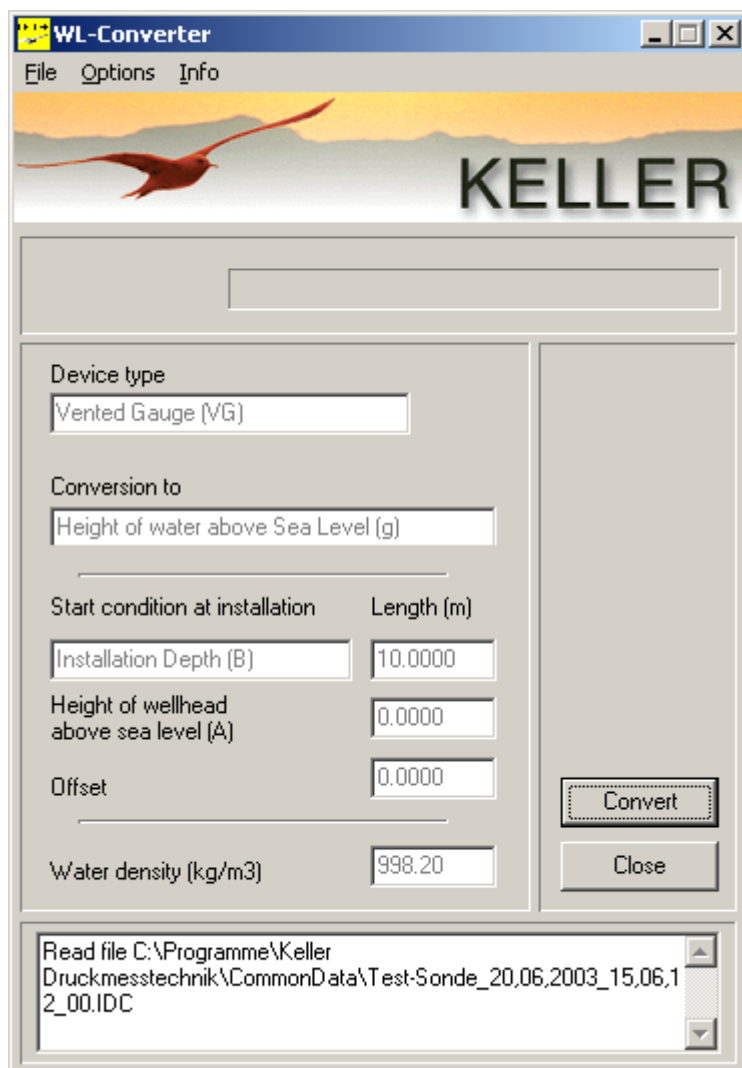 WL-Converter
File Options Info
KELLER
Device type
Vented Gauge (VG)
Conversion to
Height of water above Sea Level (g)
Start condition at installation Length (m)
Installation Depth (B) 10.0000
Height of wellhead
above sea level (A) 0.0000
Offset 0.0000
Convert
Water density (kg/m3) 998.20
Close
Read file C:\Programme\Keller
Druckmesstechnik\CommonData\Test-Sonde_20,06,2003_15,06,1
2_00.IDC